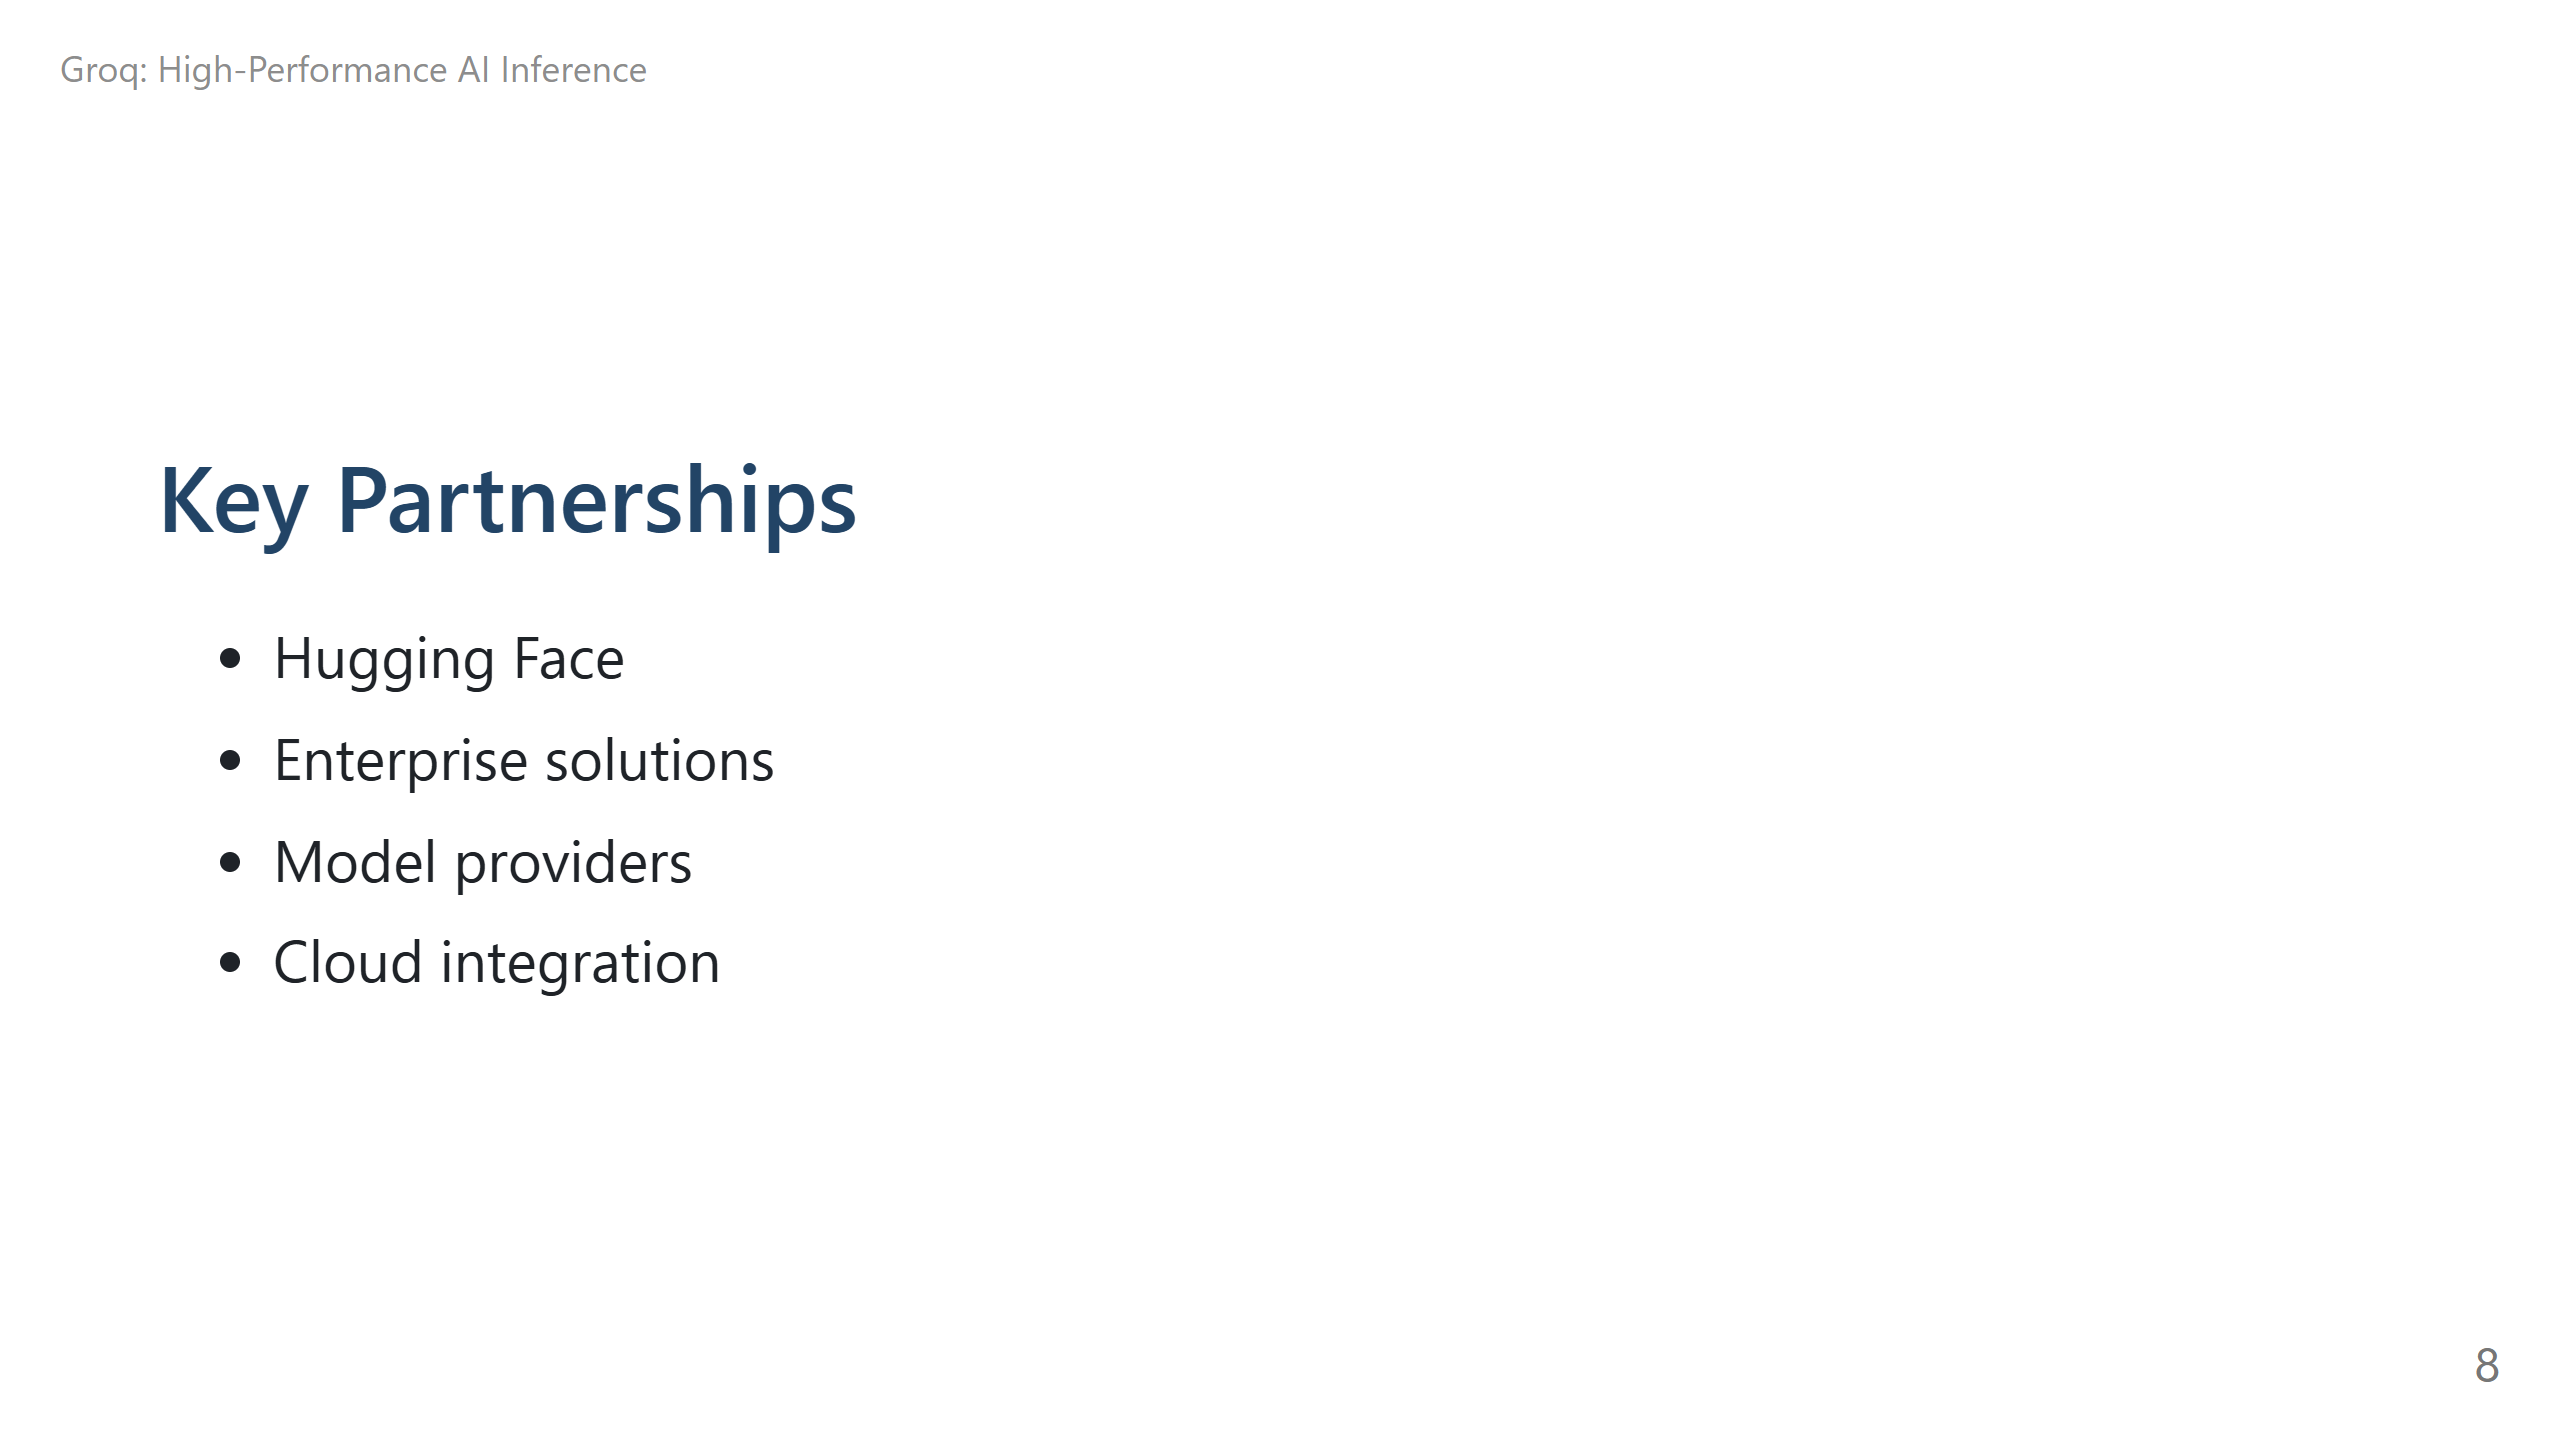 Groq: High-Performance AI Inference
Key Partnerships
• Hugging Face
• Enterprise solutions
• Model providers
• Cloud integration
8